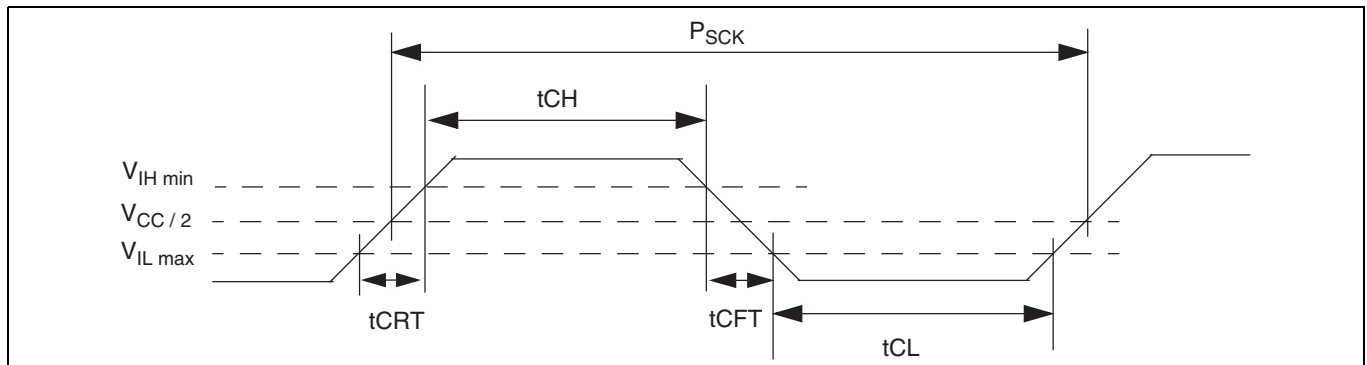 PSCK
tCH
VIH min
VCC / 2
VIL max
tCRT
tCFT
tCL